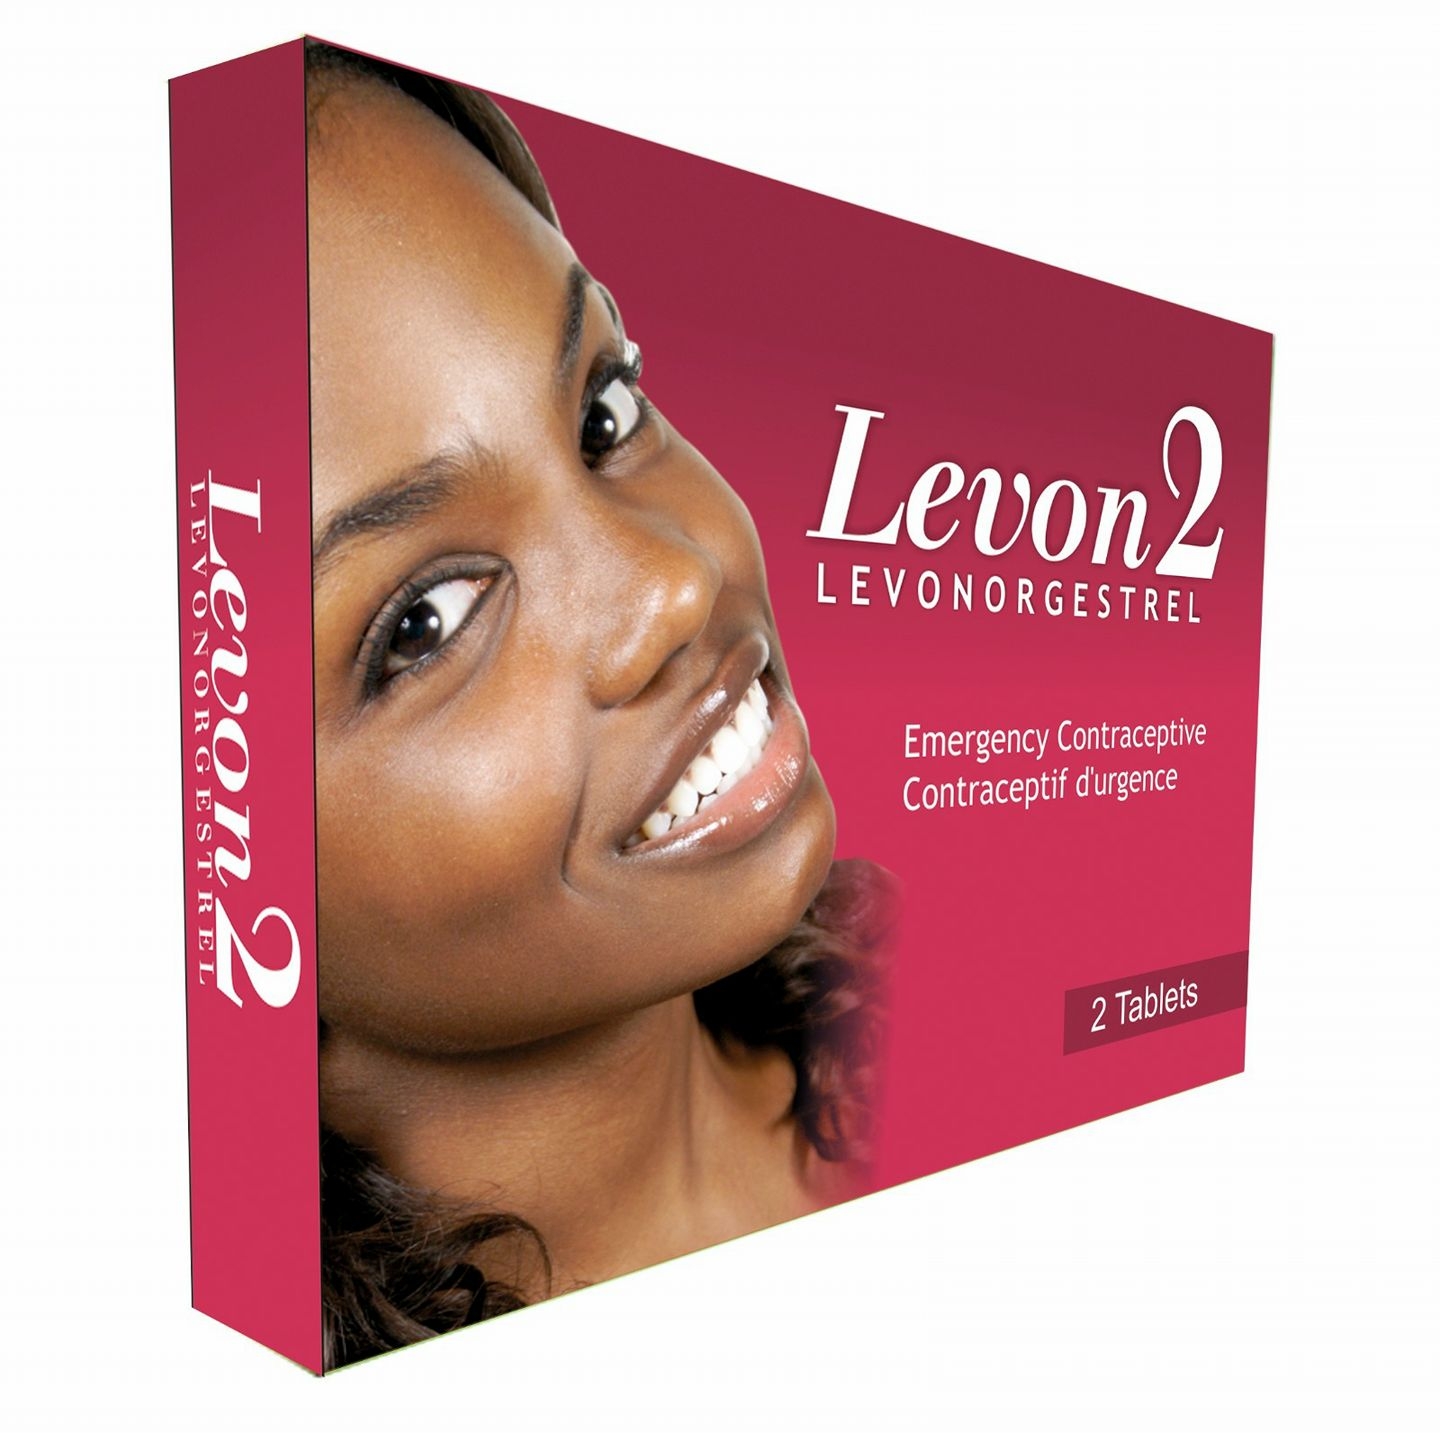 Levon2
LEVONORGESTREL
Levon2
LEVONORGESTREL
Emergency Contraceptive
Contraceptif d'urgence
2 Tablets